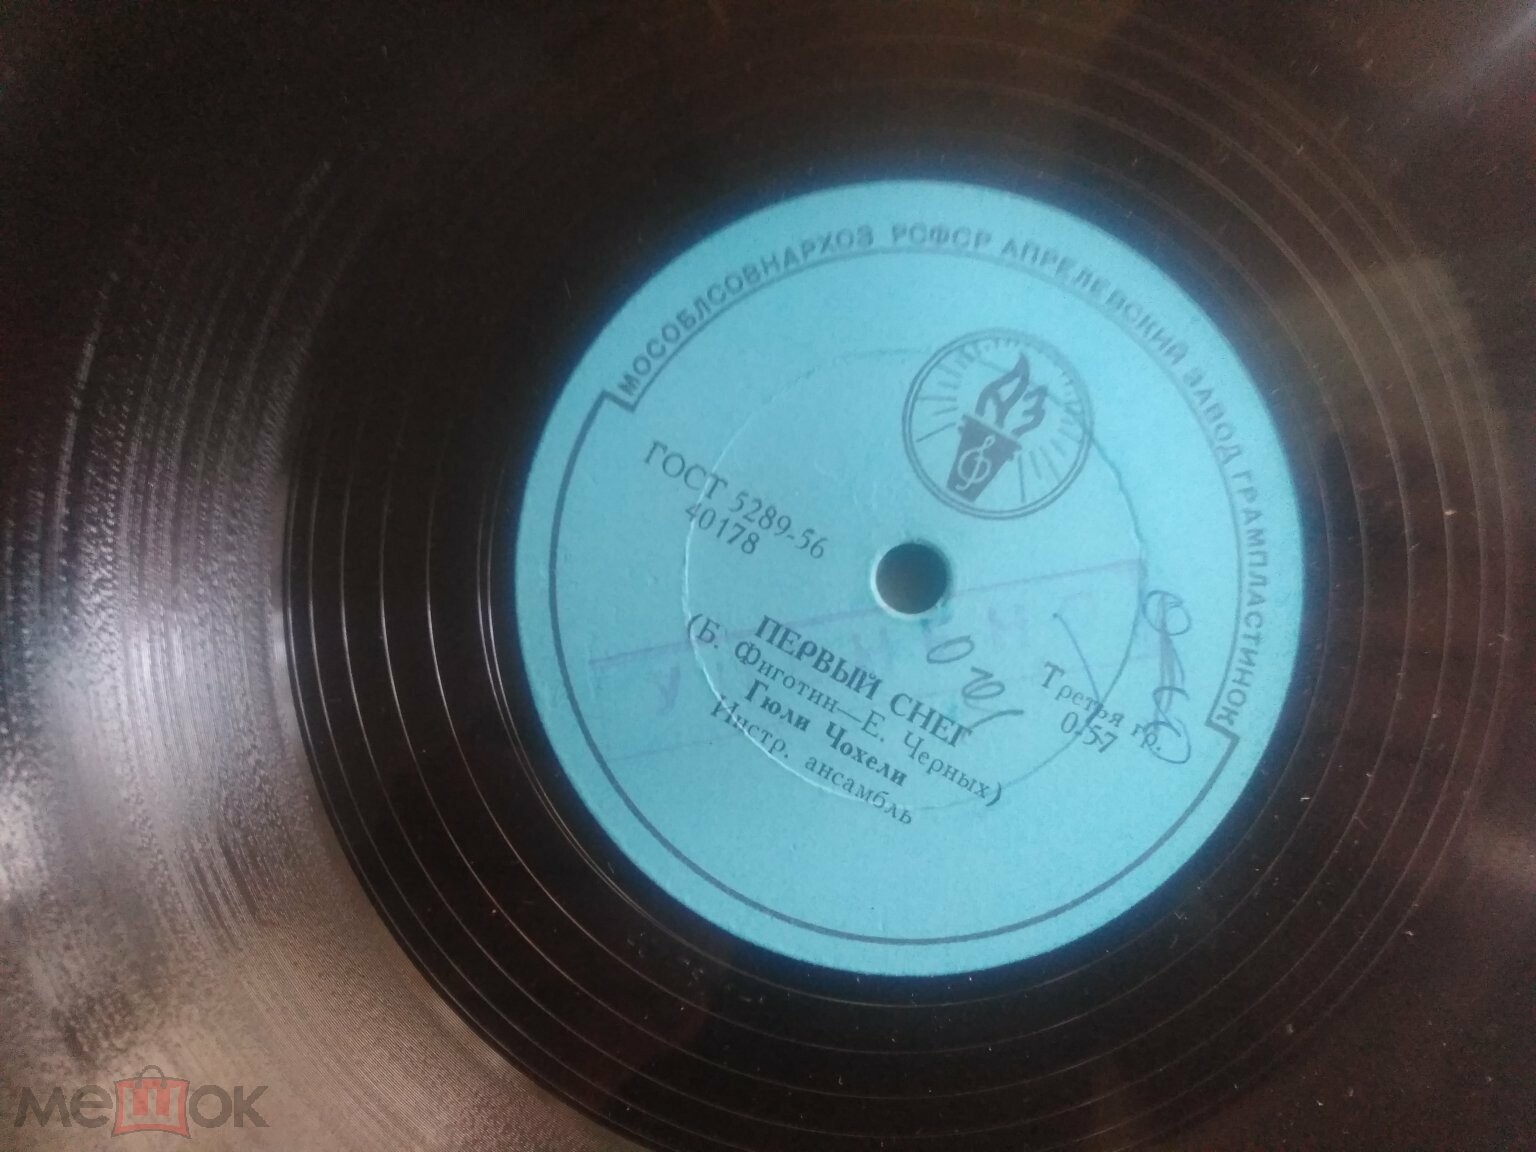 МОСОБЛСОВНАРХОЗ РСФСР АПРЕЛЕВСКИЙ ЗАВОД ГРАМПЛАСТИНОК
АЗ
ГОСТ 5289-56
40178
Третья гр.
0-57
ПЕРВЫЙ СНЕГ
(Б. Фиготин—Е. Черных)
Гюли Чохели
Инстр. ансамбль
мешок